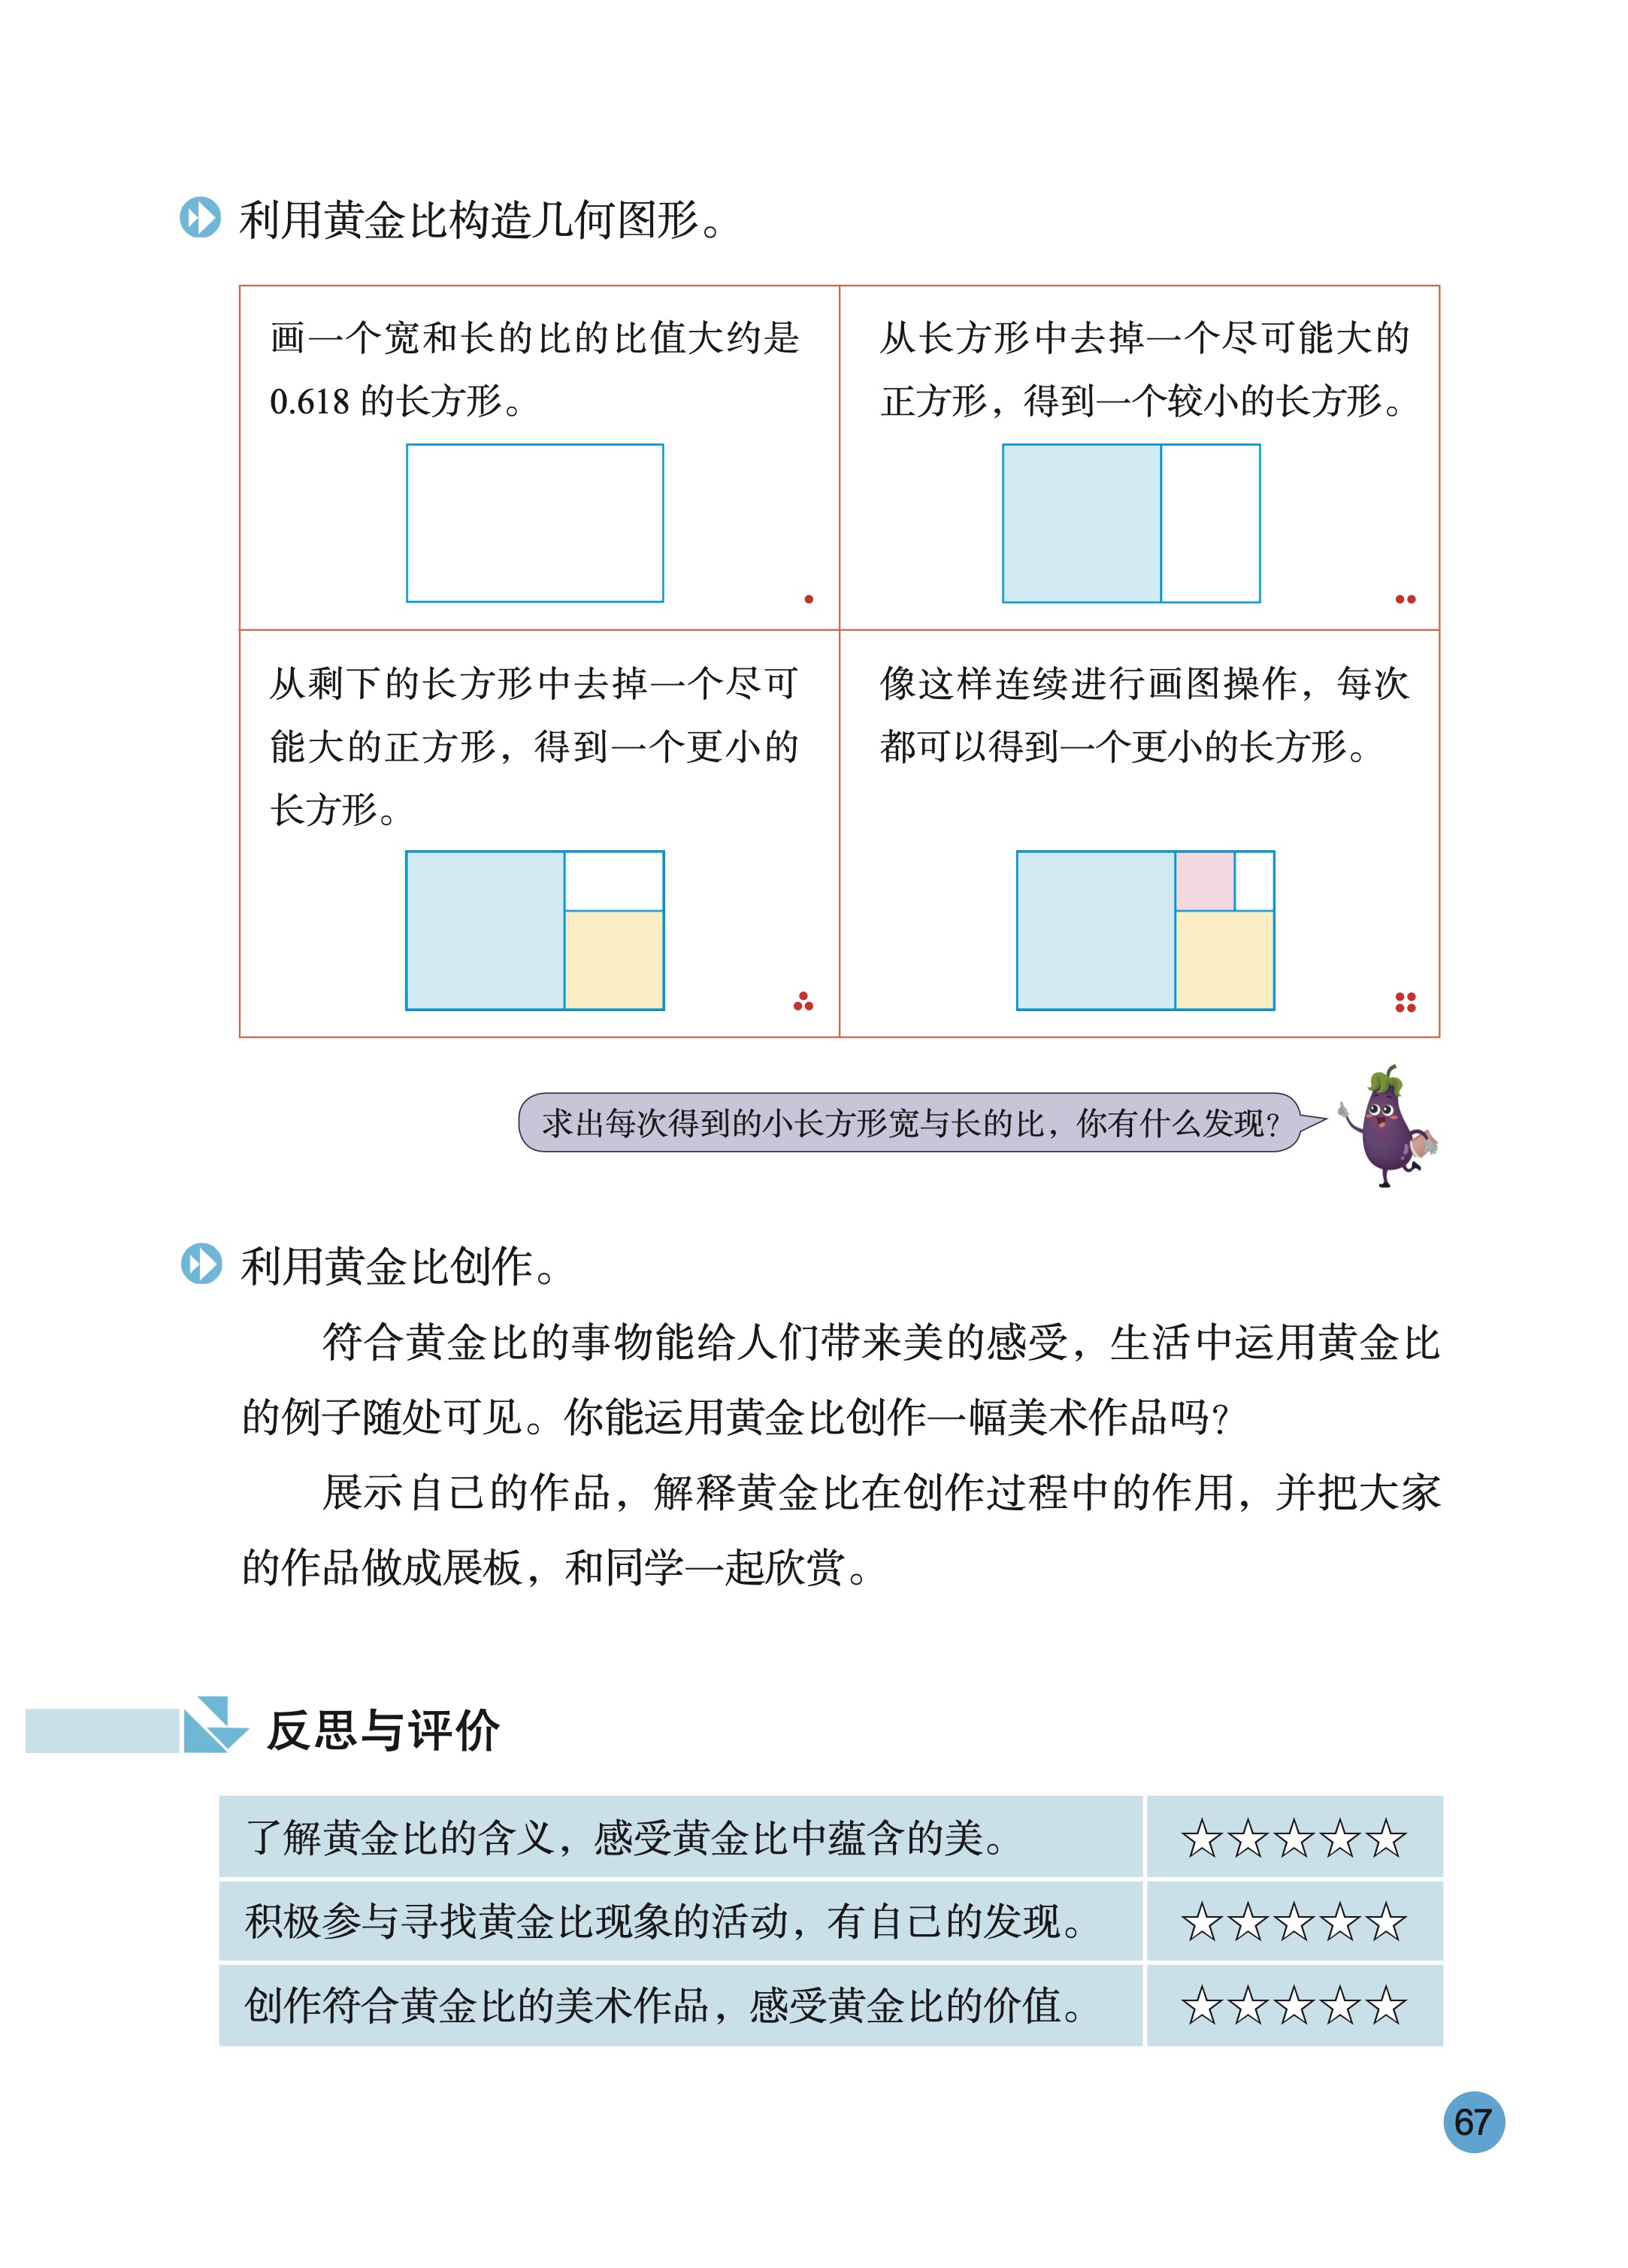 利用黄金比构造几何图形。
画一个宽和长的比的比值大约是
0.618 的长方形。
从长方形中去掉一个尽可能大的
正方形，得到一个较小的长方形。
从剩下的长方形中去掉一个尽可
能大的正方形，得到一个更小的
长方形。
像这样连续进行画图操作，每次
都可以得到一个更小的长方形。
求出每次得到的小长方形宽与长的比，你有什么发现？
利用黄金比创作。
符合黄金比的事物能给人们带来美的感受，生活中运用黄金比
的例子随处可见。你能运用黄金比创作一幅美术作品吗？
展示自己的作品，解释黄金比在创作过程中的作用，并把大家
的作品做成展板，和同学一起欣赏。
反思与评价
了解黄金比的含义，感受黄金比中蕴含的美。 ☆☆☆☆☆
积极参与寻找黄金比现象的活动，有自己的发现。 ☆☆☆☆☆
创作符合黄金比的美术作品，感受黄金比的价值。 ☆☆☆☆☆
67